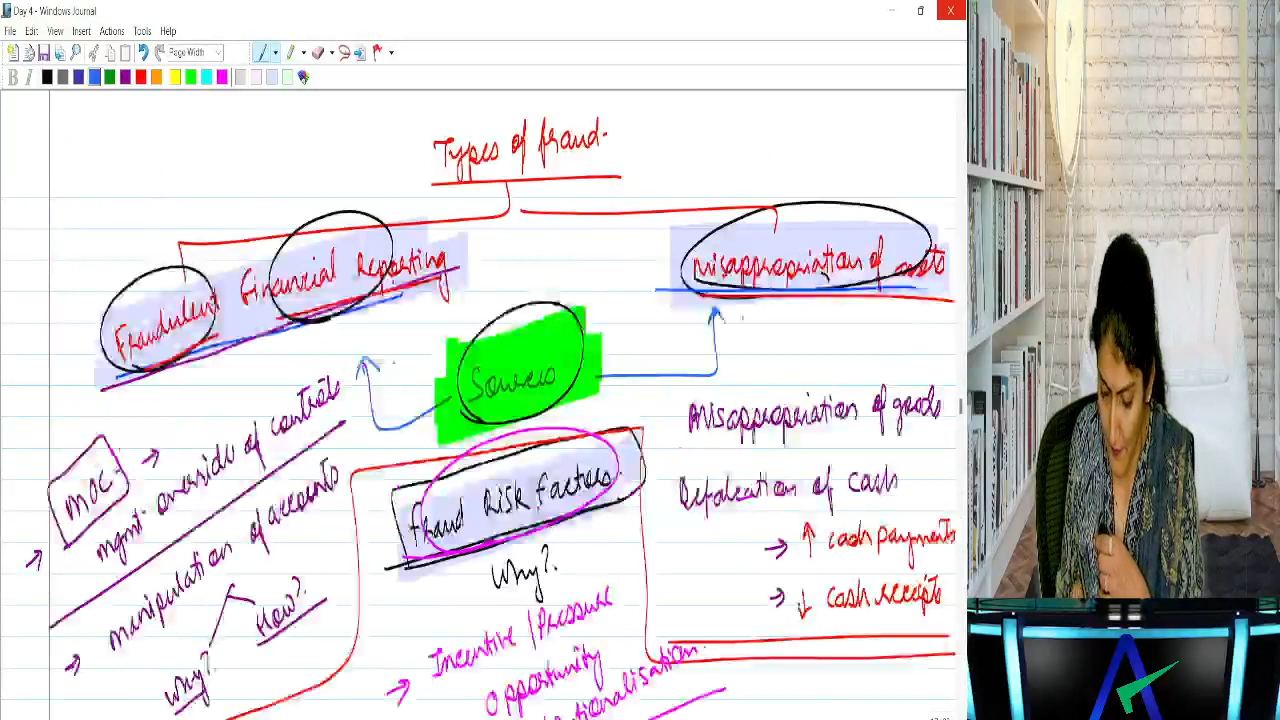 Day 4 - Windows Journal
File Edit View Insert Actions Tools Help
Page Width
B I
Types of fraud.
Fraudulent Financial Reporting
misappropriation of assets
Sources
MOC → mgmt override of controls
→ manipulation of accounts
Why? How?
Fraud Risk Factors
Why?
→ Incentive / Pressure
opportunity
Misappropriation of goods
Defalcation of cash
→ ↑ cash payments
→ ↓ cash receipts